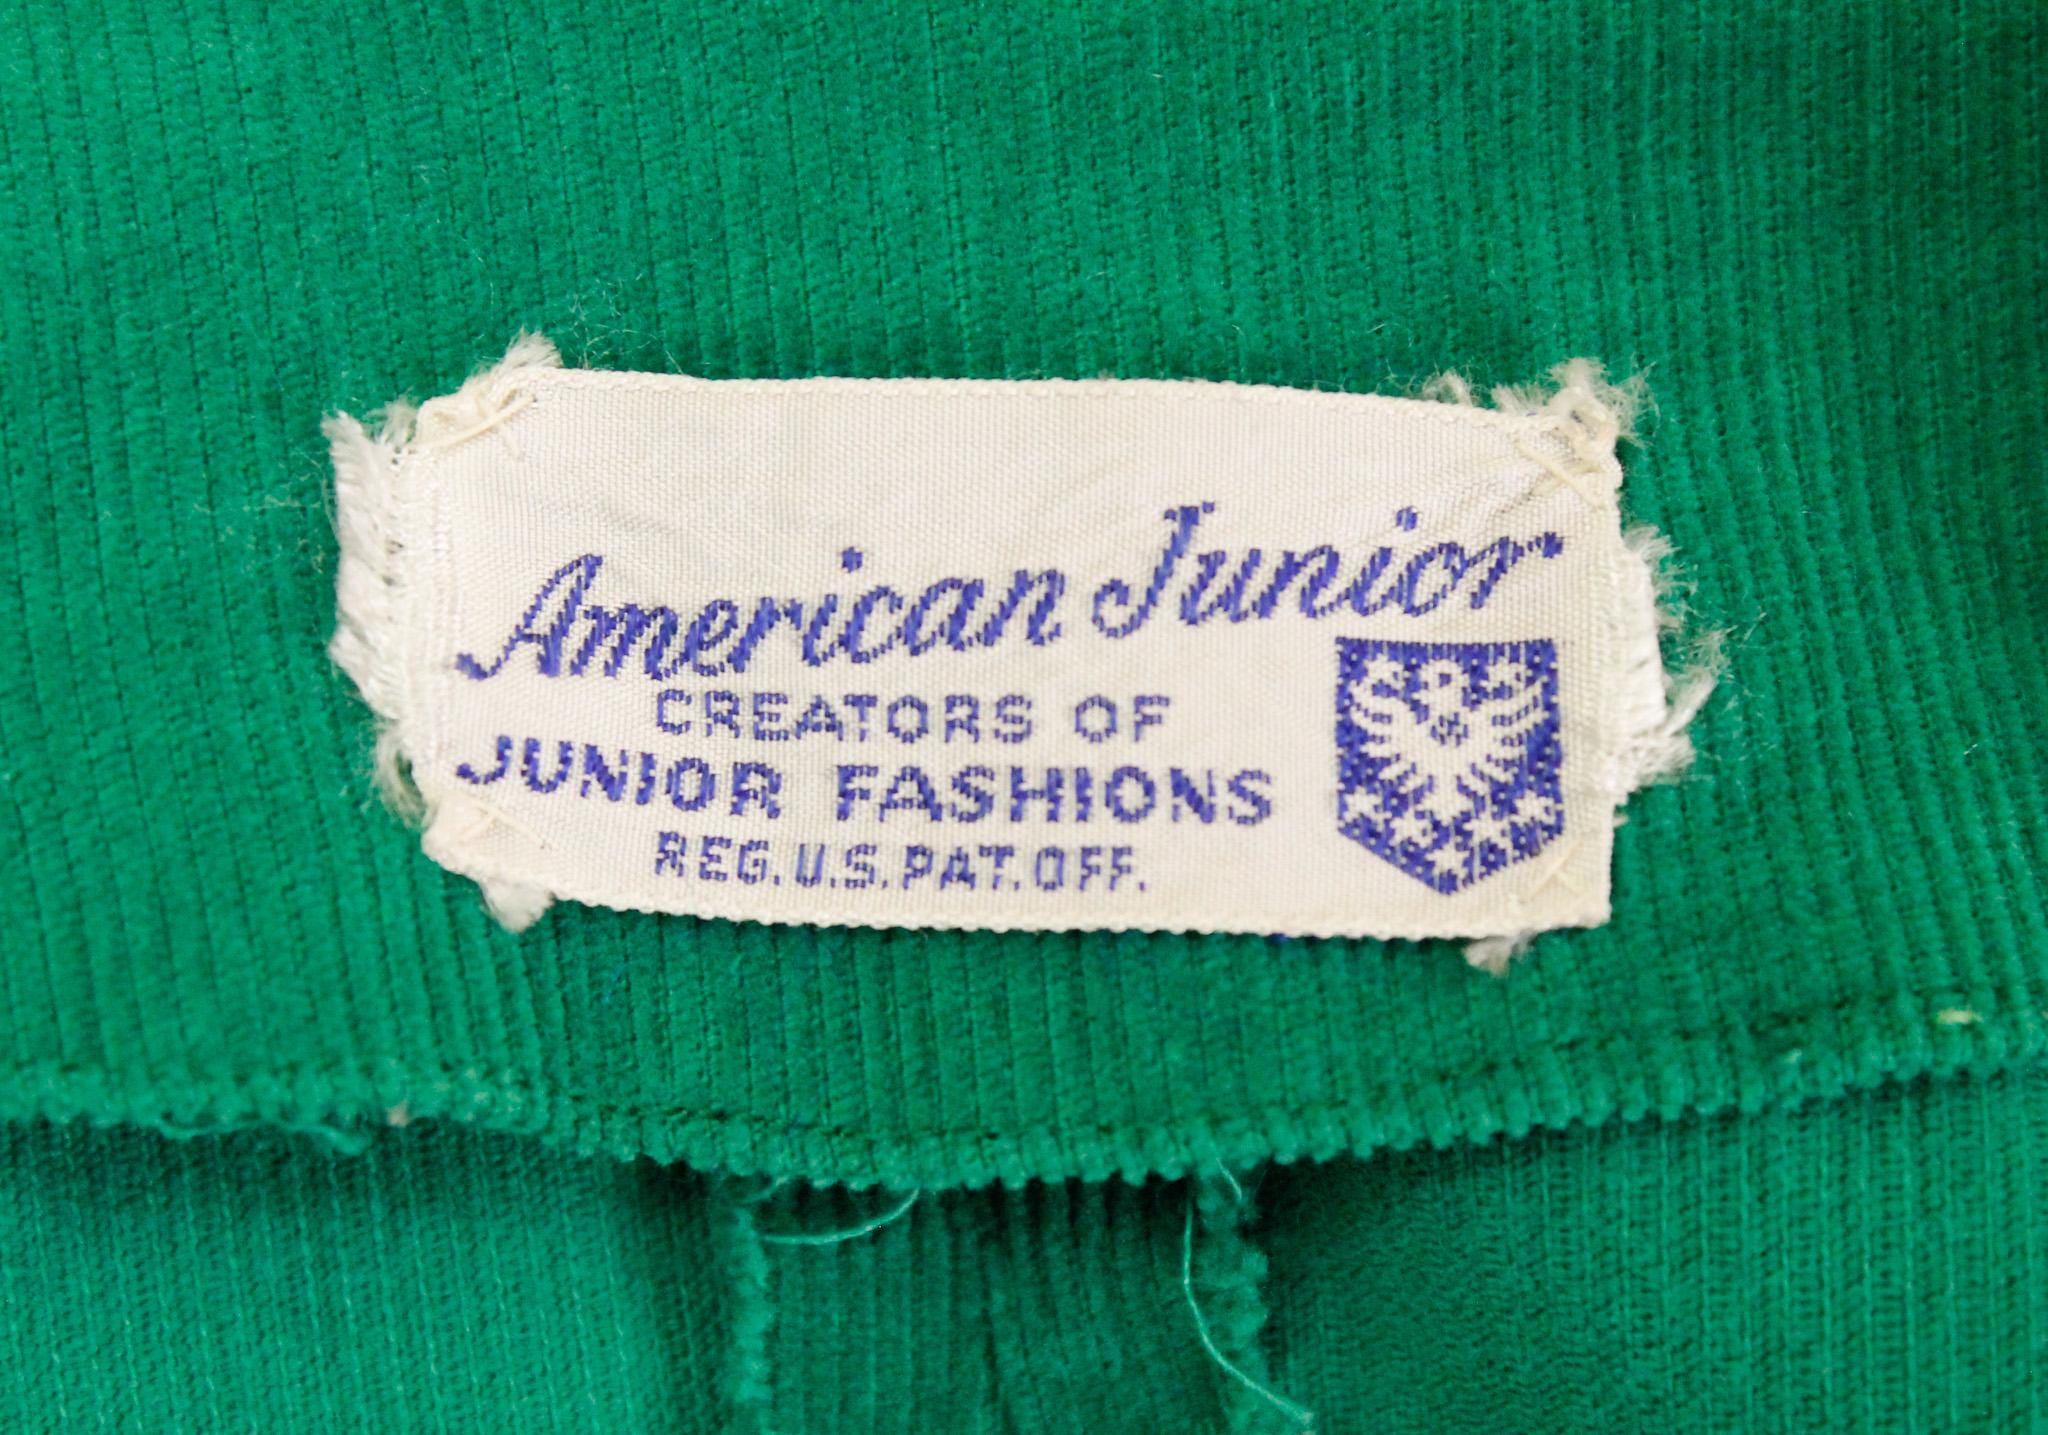 American Junior
CREATORS OF
JUNIOR FASHIONS
REG. U.S. PAT. OFF.